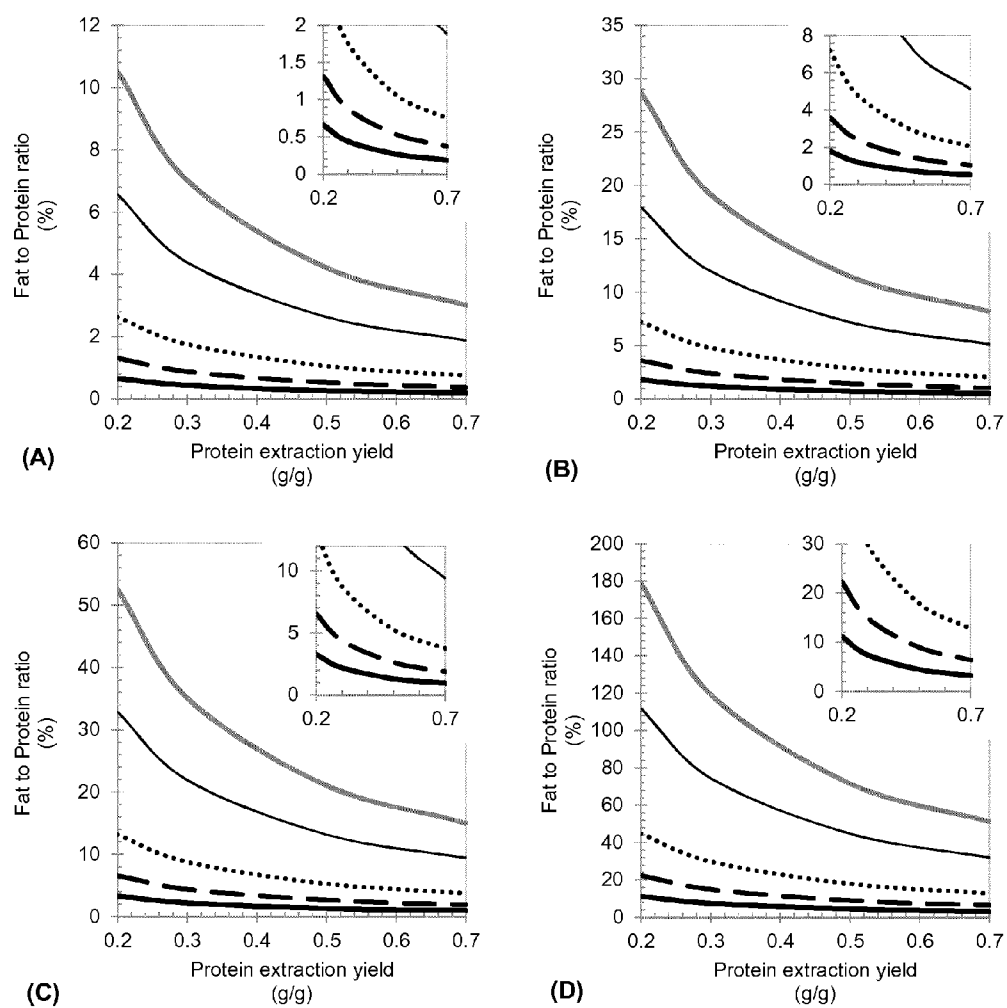 12
10
8
6
4
2
0
Fat to Protein ratio
(%)
0.2 0.3 0.4 0.5 0.6 0.7
Protein extraction yield
(g/g)
(A)
2
1.5
1
0.5
0
0.2 0.7
35
30
25
20
15
10
5
0
Fat to Protein ratio
(%)
0.2 0.3 0.4 0.5 0.6 0.7
Protein extraction yield
(g/g)
(B)
8
6
4
2
0
0.2 0.7
60
50
40
30
20
10
0
Fat to Protein ratio
(%)
0.2 0.3 0.4 0.5 0.6 0.7
Protein extraction yield
(g/g)
(C)
10
5
0
0.2 0.7
200
180
160
140
120
100
80
60
40
20
0
Fat to Protein ratio
(%)
0.2 0.3 0.4 0.5 0.6 0.7
Protein extraction yield
(g/g)
(D)
30
20
10
0
0.2 0.7